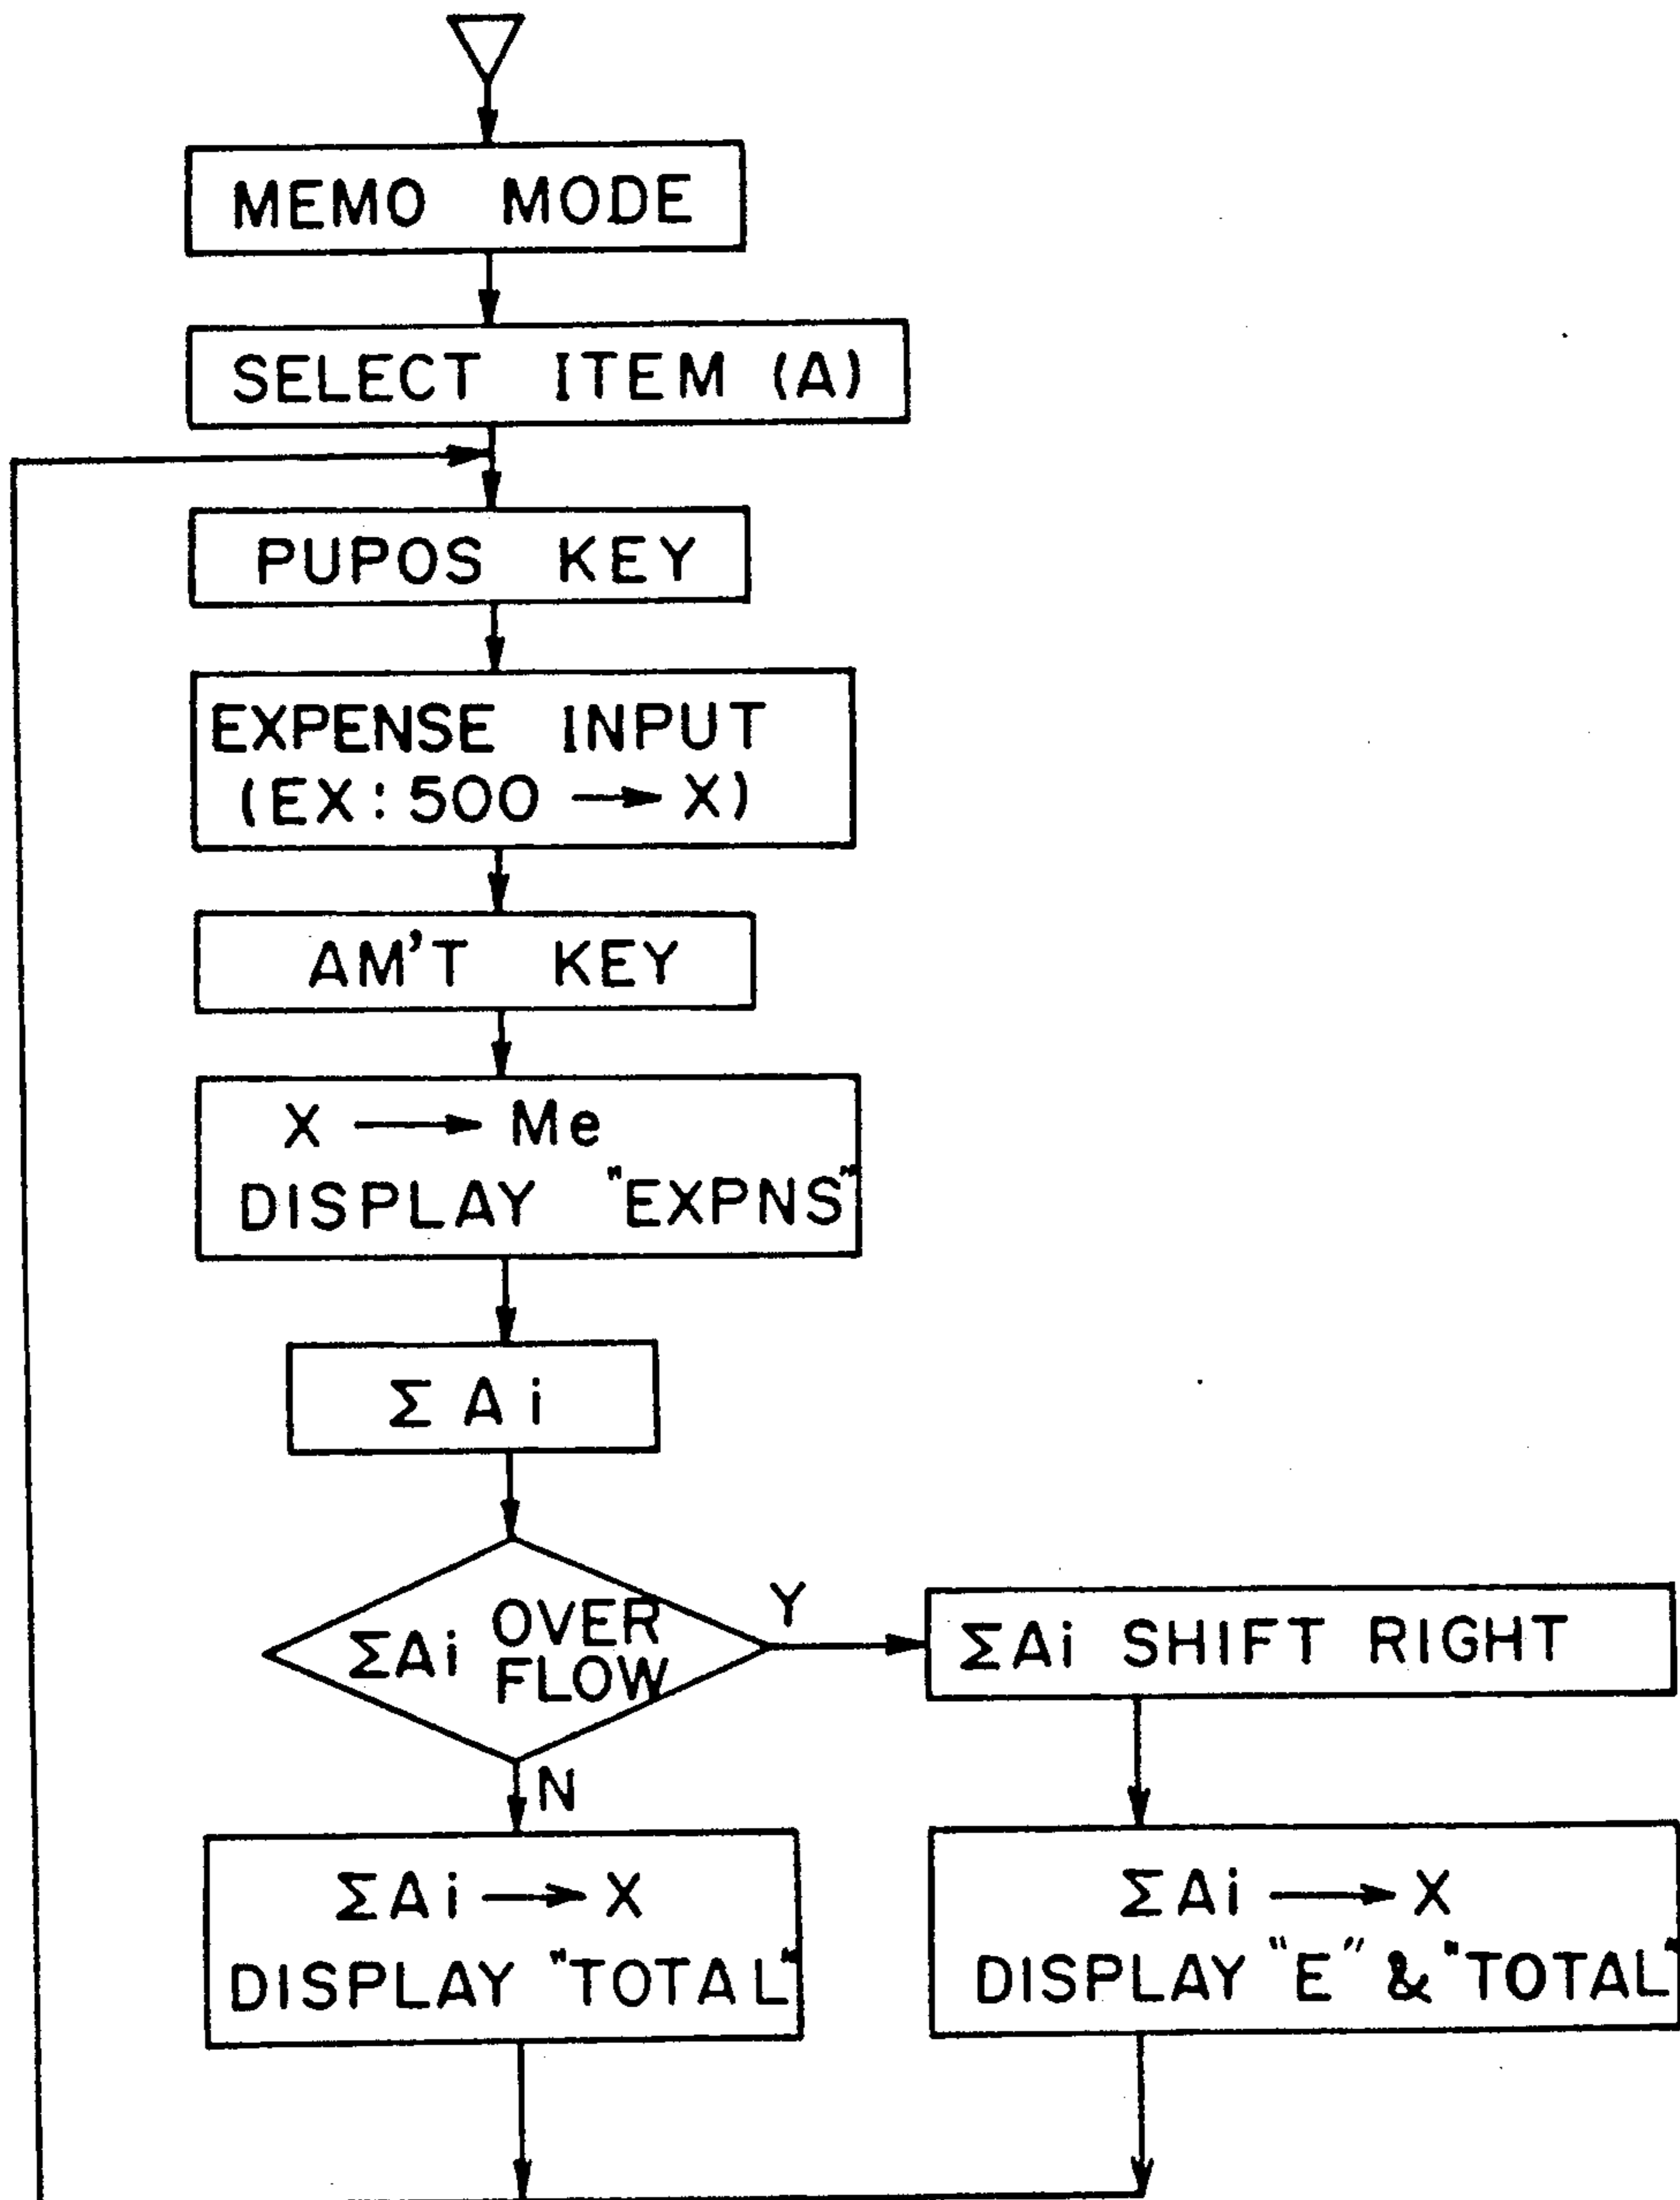 MEMO MODE
SELECT ITEM (A)
PUPOS KEY
EXPENSE INPUT
(EX: 500 → X)
AM'T KEY
X → Me
DISPLAY "EXPNS"
Σ Ai
ΣAi OVER
FLOW
Y
ΣAi SHIFT RIGHT
N
ΣAi → X
DISPLAY "TOTAL"
ΣAi → X
DISPLAY "E" & "TOTAL"